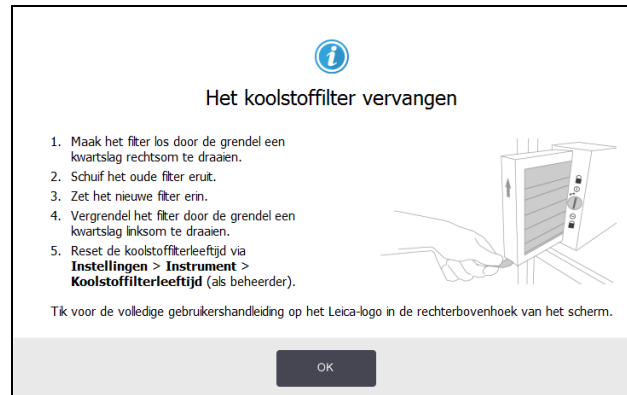 Het koolstoffilter vervangen
1. Maak het filter los door de grendel een
kwartslag rechtsom te draaien.
2. Schuif het oude filter eruit.
3. Zet het nieuwe filter erin.
4. Vergrendel het filter door de grendel een
kwartslag linksom te draaien.
5. Reset de koolstoffilterleeftijd via
Instellingen > Instrument >
Koolstoffilterleeftijd (als beheerder).
Tik voor de volledige gebruikershandleiding op het Leica-logo in de rechterbovenhoek van het scherm.
OK